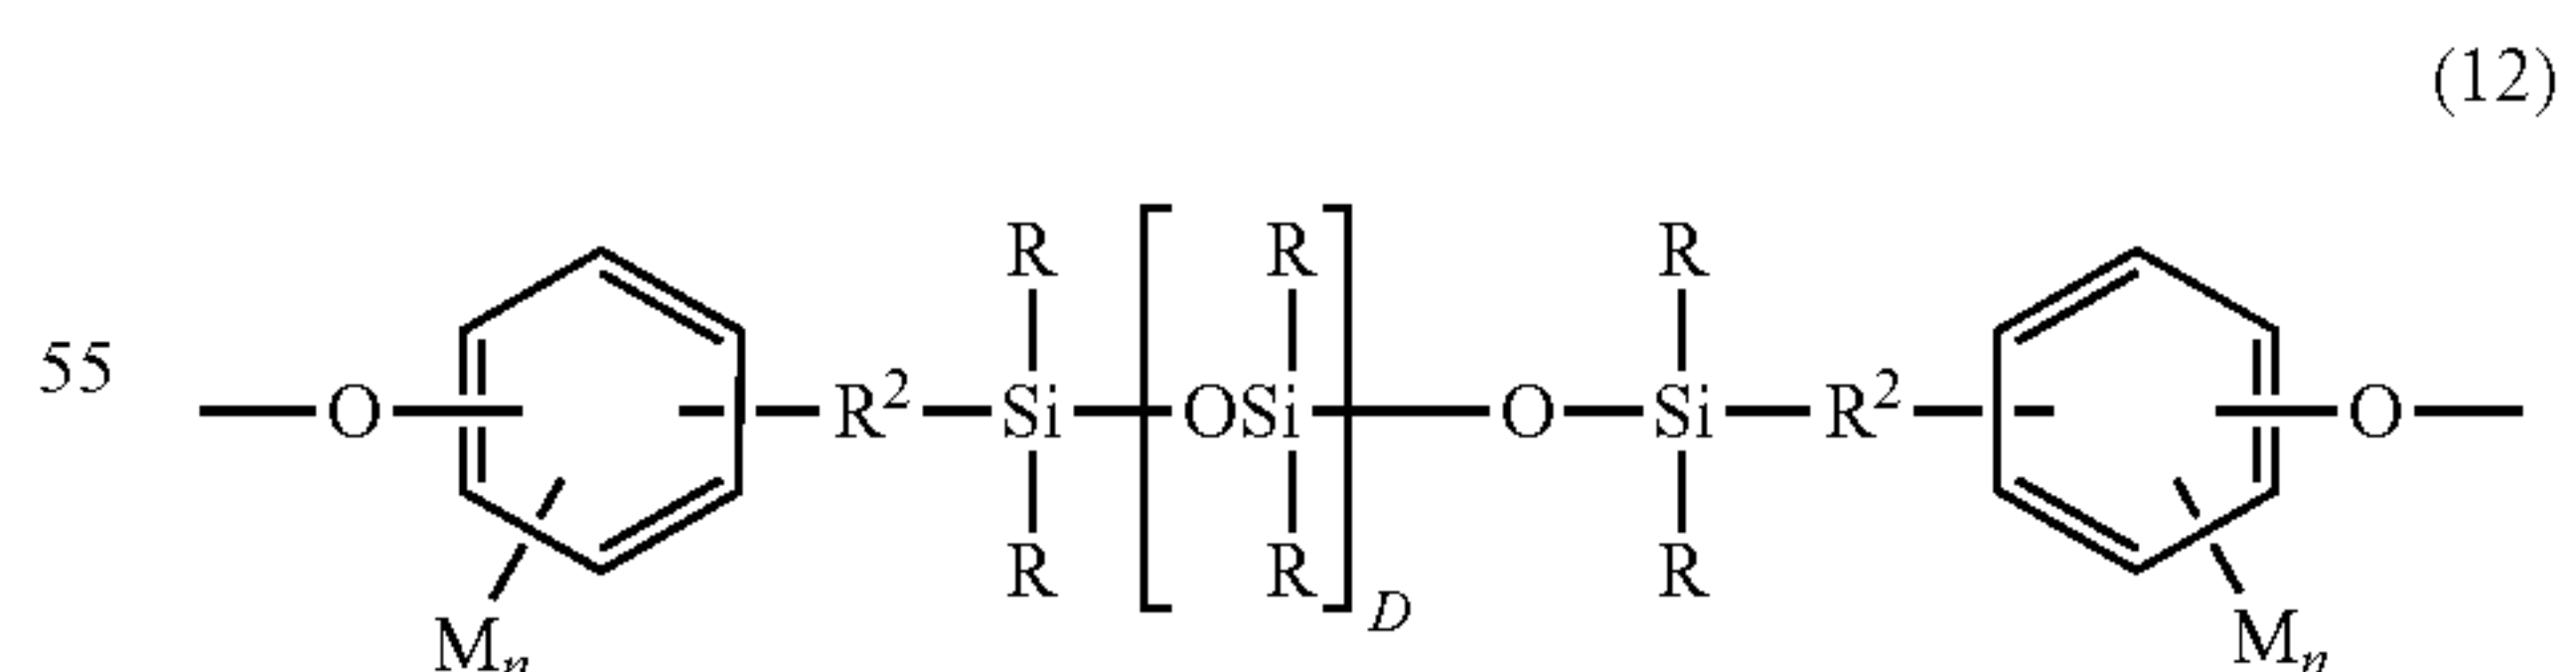 (12)
R R R
55 —O— —R²—Si—[—OSi—]—O—Si—R²— —O—
R R R
D
Mₙ Mₙ